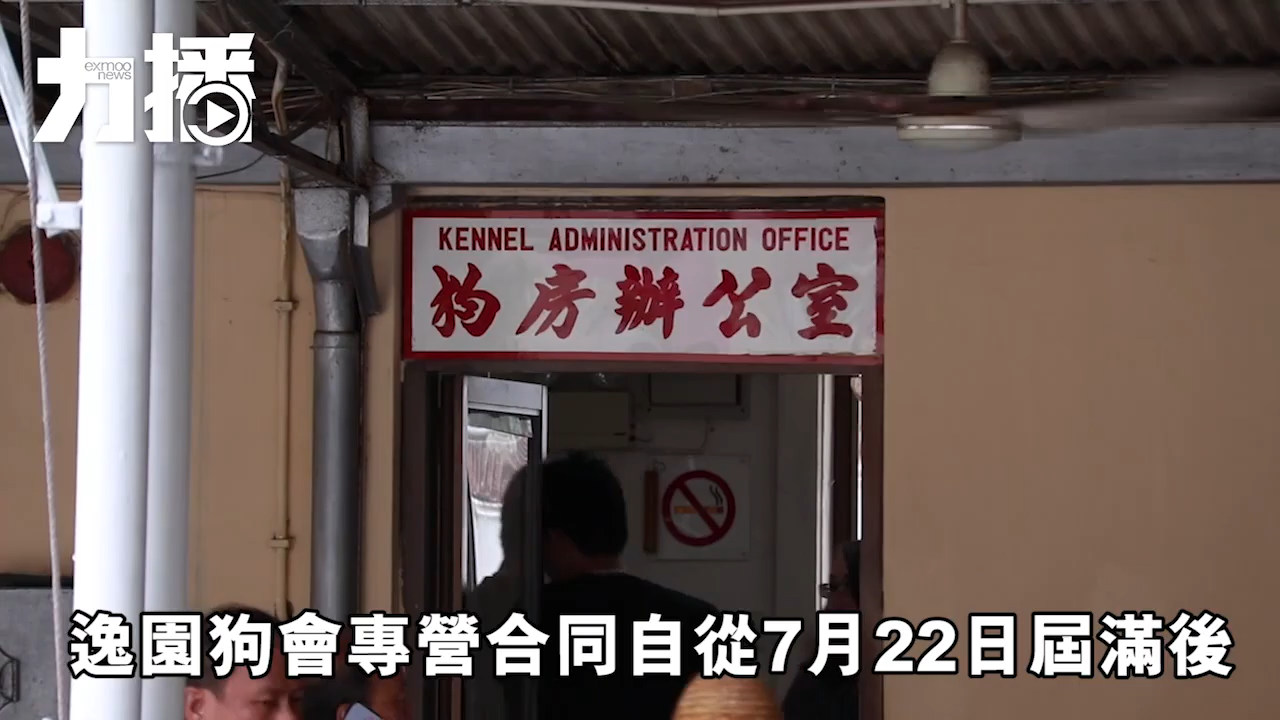 力播
exmoo
news
KENNEL ADMINISTRATION OFFICE
狗房辦公室
逸園狗會專營合同自從7月22日屆滿後